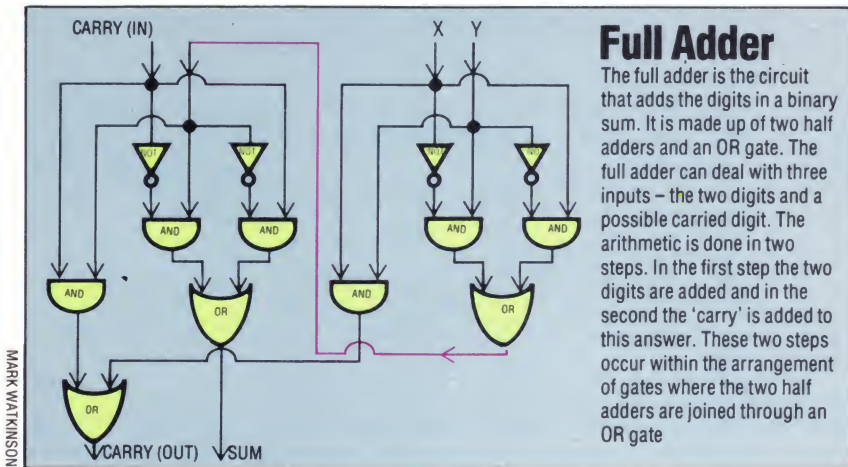 CARRY (IN)
X Y
NOT NOT
AND AND
AND
OR
OR
CARRY (OUT) SUM
NOT NOT
AND AND
AND
OR
MARK WATKINSON
Full Adder
The full adder is the circuit
that adds the digits in a binary
sum. It is made up of two half
adders and an OR gate. The
full adder can deal with three
inputs – the two digits and a
possible carried digit. The
arithmetic is done in two
steps. In the first step the two
digits are added and in the
second the ‘carry’ is added to
this answer. These two steps
occur within the arrangement
of gates where the two half
adders are joined through an
OR gate